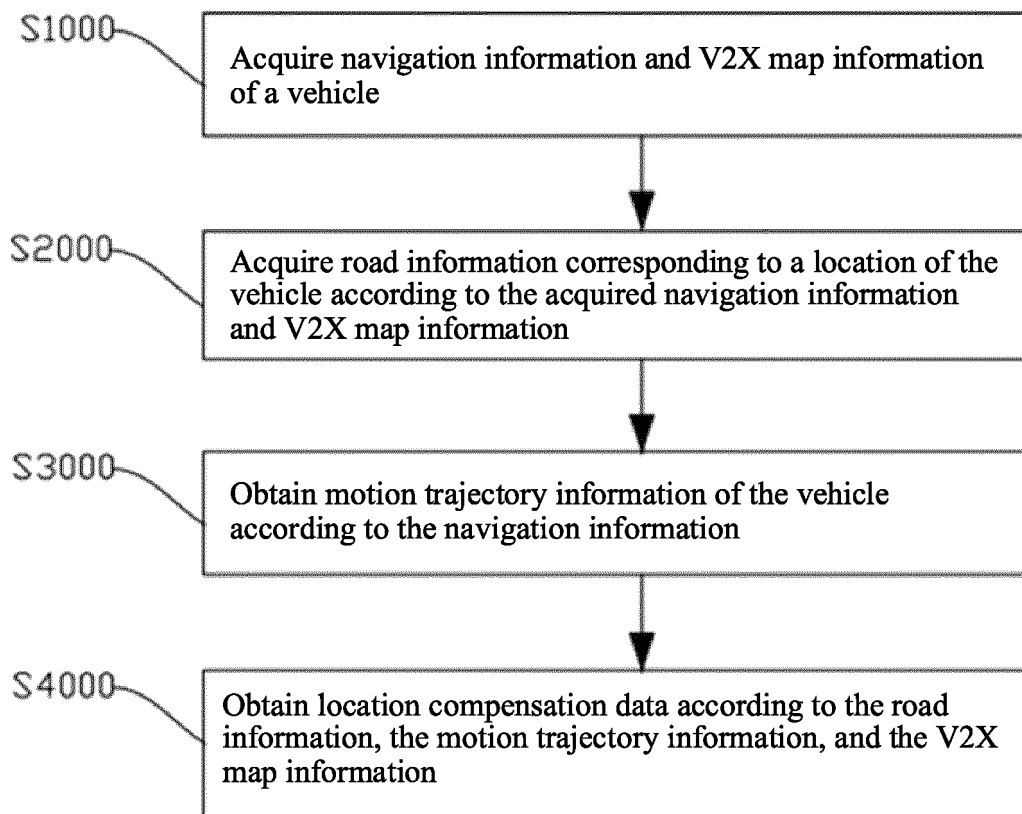 S1000
Acquire navigation information and V2X map information
of a vehicle
S2000
Acquire road information corresponding to a location of the
vehicle according to the acquired navigation information
and V2X map information
S3000
Obtain motion trajectory information of the vehicle
according to the navigation information
S4000
Obtain location compensation data according to the road
information, the motion trajectory information, and the V2X
map information